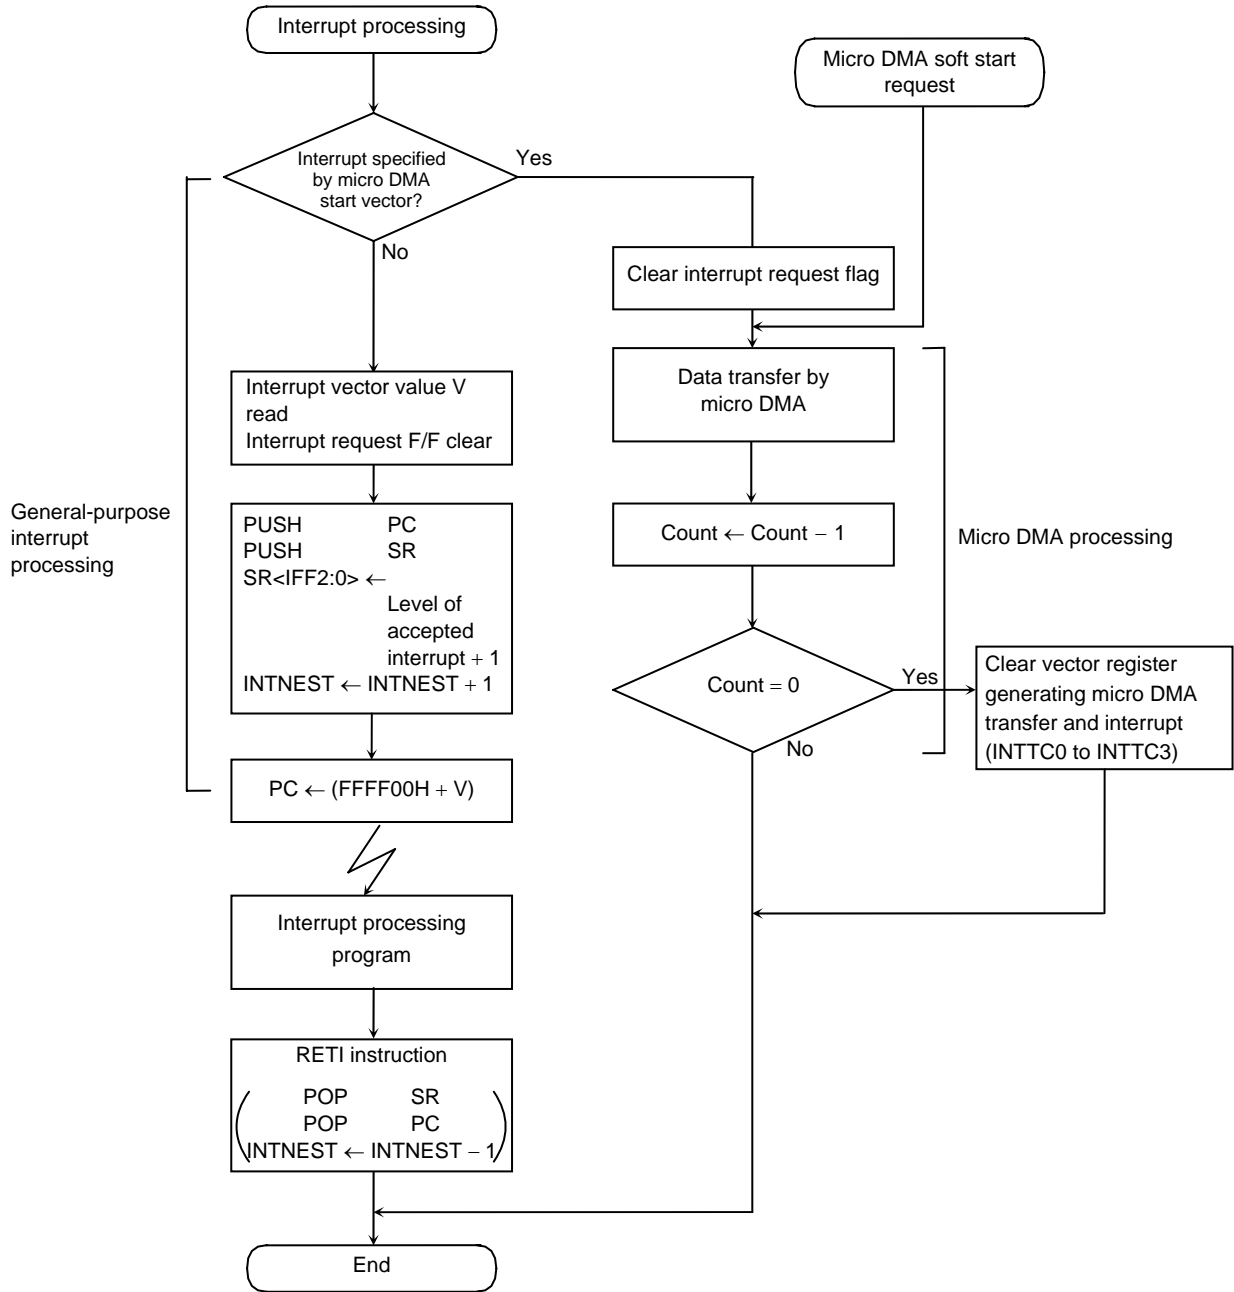 Interrupt processing
Micro DMA soft start
request
Interrupt specified
by micro DMA
start vector?
Yes
No
Clear interrupt request flag
Data transfer by
micro DMA
Interrupt vector value V
read
Interrupt request F/F clear
General-purpose
interrupt
processing
PUSH PC
PUSH SR
SR<IFF2:0> ←
Level of
accepted
interrupt + 1
INTNEST ← INTNEST + 1
Count ← Count − 1
Micro DMA processing
Count = 0
Yes
No
Clear vector register
generating micro DMA
transfer and interrupt
(INTTC0 to INTTC3)
PC ← (FFFF00H + V)
Interrupt processing
program
RETI instruction
POP SR
POP PC
INTNEST ← INTNEST − 1
End